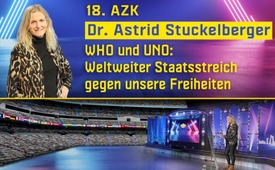 18. AZK
Dr. Astrid Stuckelberger
WHO und UNO:
Weltweiter Staatsstreich
gegen unsere Freiheiten